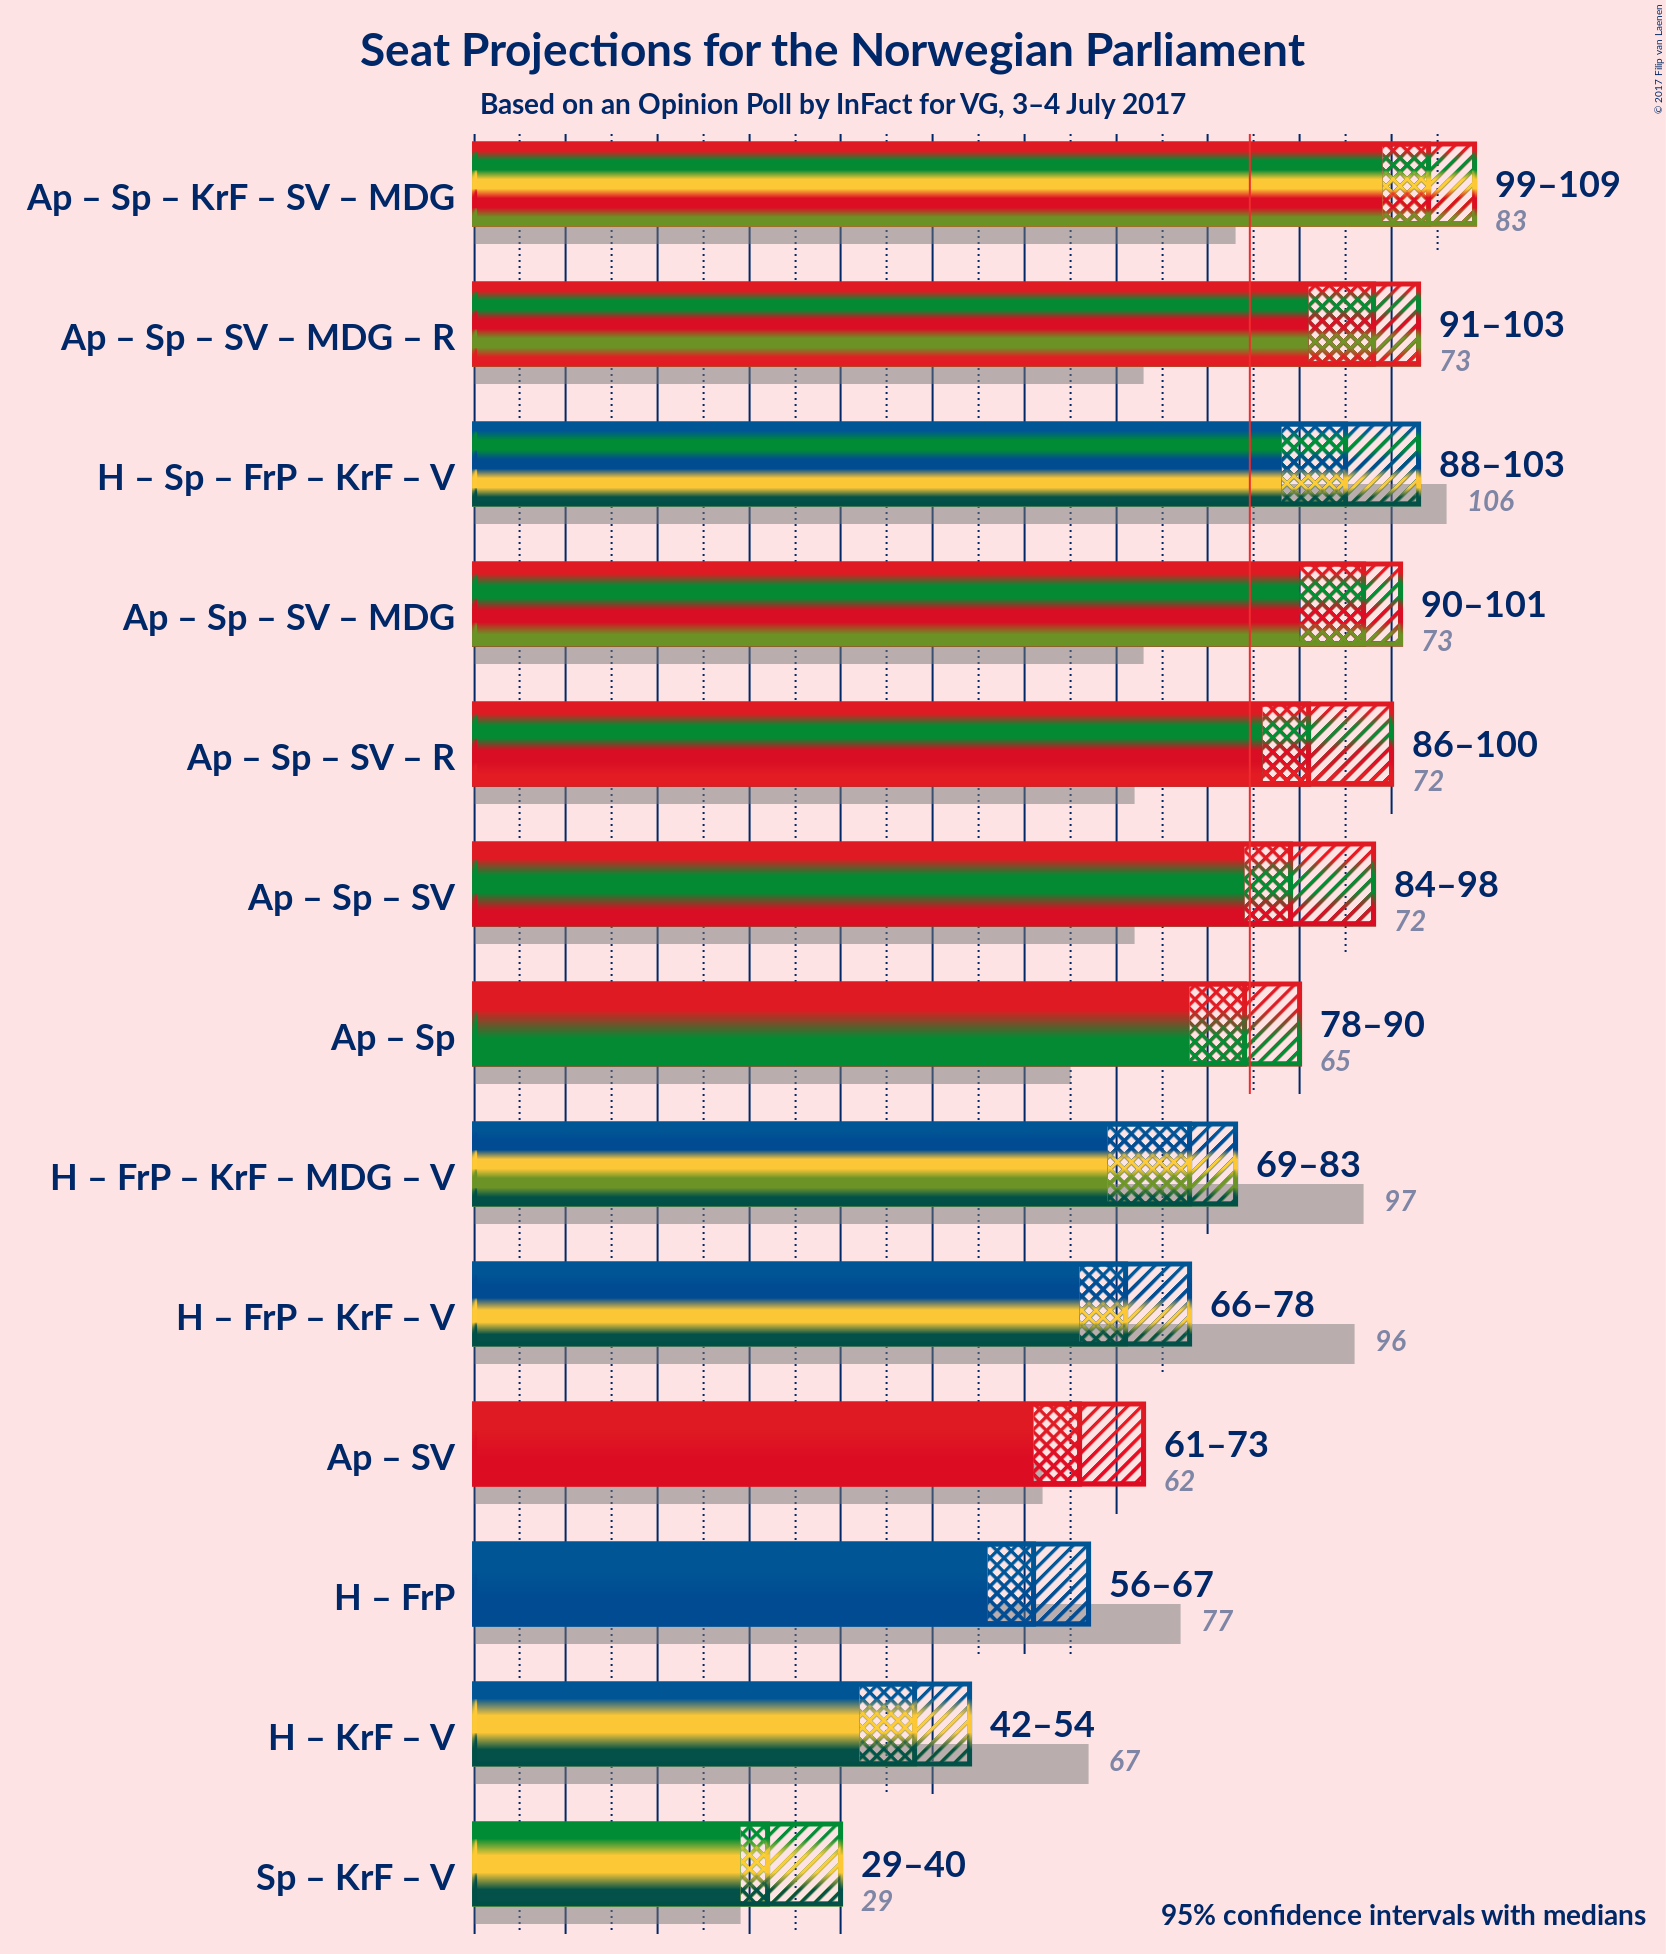 Seat Projections for the Norwegian Parliament
Based on an Opinion Poll by InFact for VG, 3–4 July 2017
© 2017 Filip van Laenen
Ap – Sp – KrF – SV – MDG
99–109
83
Ap – Sp – SV – MDG – R
91–103
73
H – Sp – FrP – KrF – V
88–103
106
Ap – Sp – SV – MDG
90–101
73
Ap – Sp – SV – R
86–100
72
Ap – Sp – SV
84–98
72
Ap – Sp
78–90
65
H – FrP – KrF – MDG – V
69–83
97
H – FrP – KrF – V
66–78
96
Ap – SV
61–73
62
H – FrP
56–67
77
H – KrF – V
42–54
67
Sp – KrF – V
29–40
29
95% confidence intervals with medians